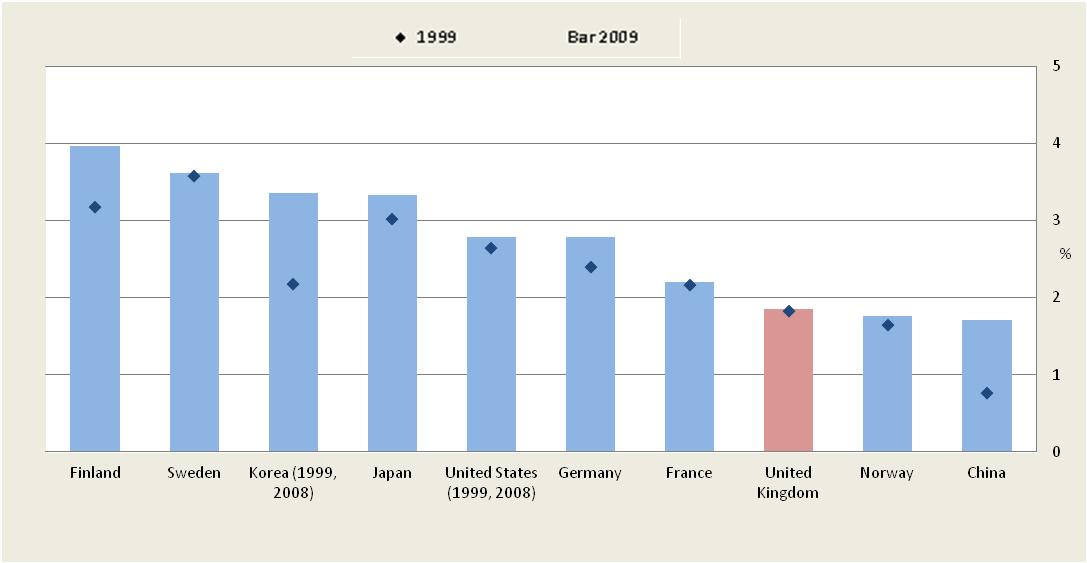 1999
Bar 2009
5
4
3
%
2
1
0
Finland
Sweden
Korea (1999,
2008)
Japan
United States
(1999, 2008)
Germany
France
United
Kingdom
Norway
China